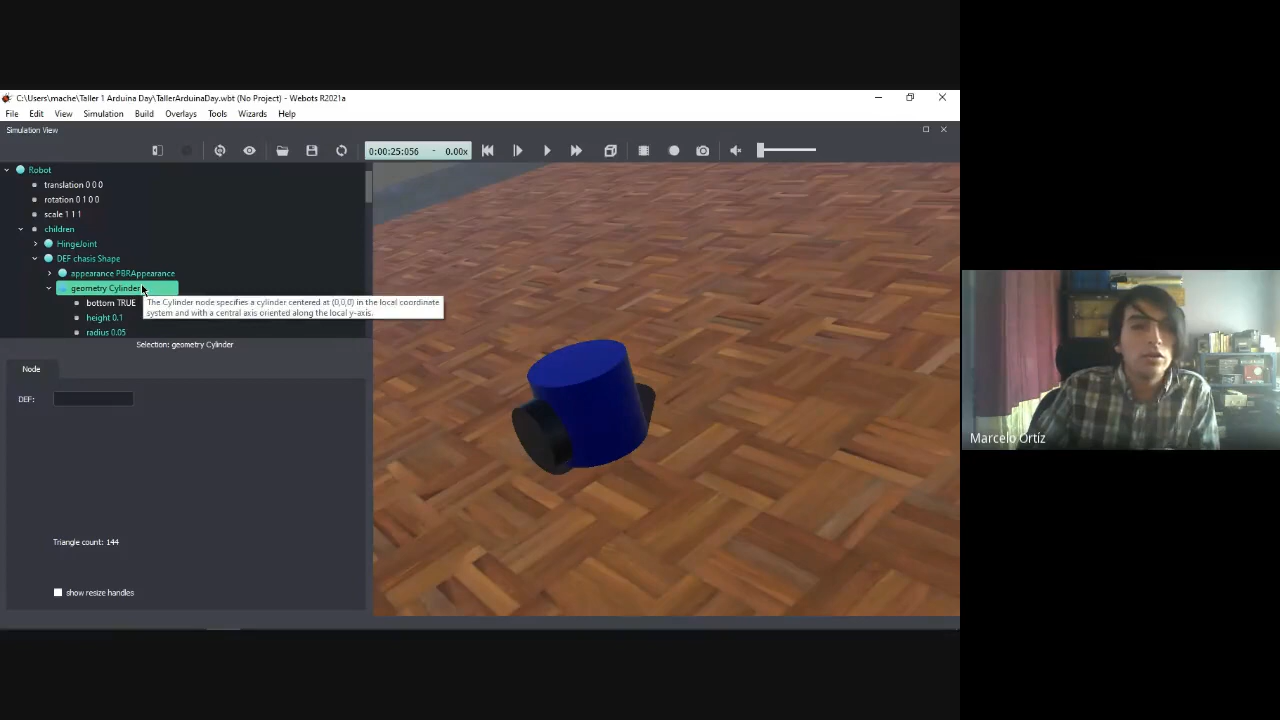 C:\Users\mache\Taller 1 Arduina Day\TallerArduinaDay.wbt (No Project) - Webots R2021a
File Edit View Simulation Build Overlays Tools Wizards Help
Simulation View
0:00:25:056 - 0.00x
Robot
translation 0 0 0
rotation 0 1 0 0
scale 1 1 1
children
HingeJoint
DEF chasis Shape
appearance PBRAppearance
geometry Cylinder
bottom TRUE
The Cylinder node specifies a cylinder centered at (0,0,0) in the local coordinate
system and with a central axis oriented along the local y-axis.
height 0.1
radius 0.05
Selection: geometry Cylinder
Node
DEF:
Triangle count: 144
show resize handles
Marcelo Ortíz